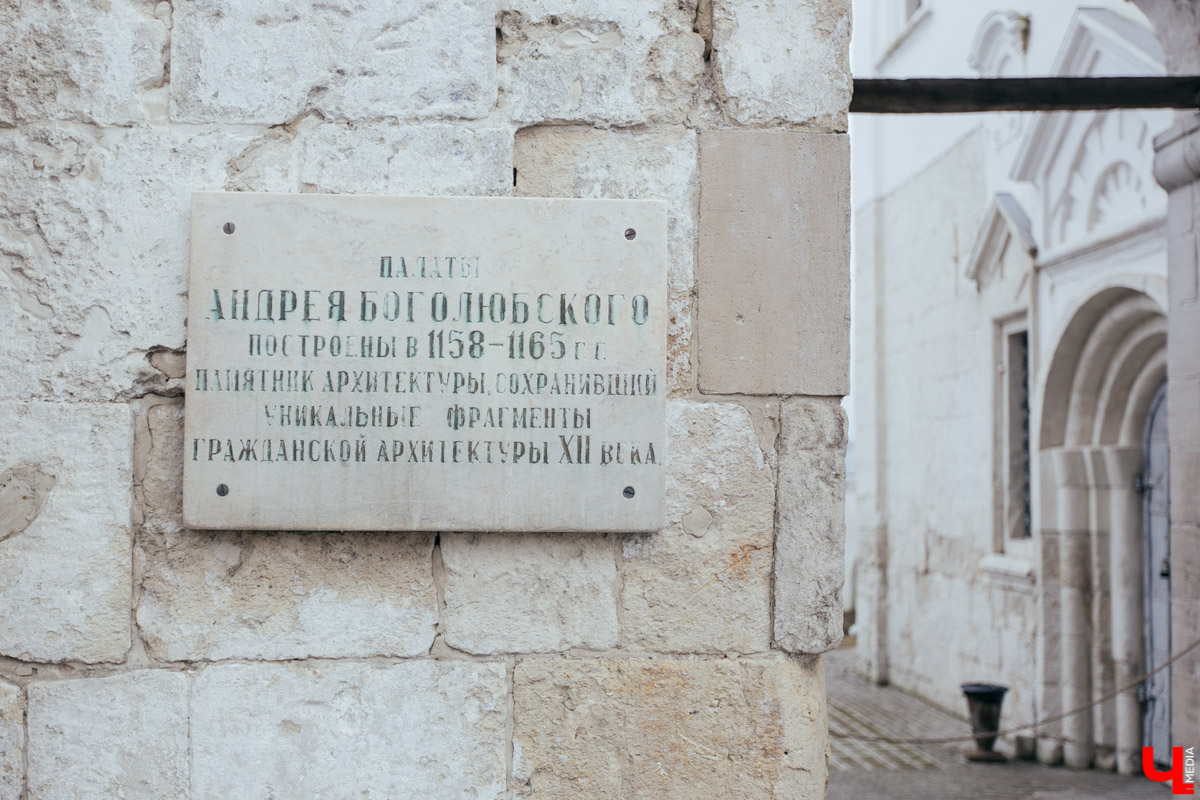 ПАЛАТЫ
АНДРЕЯ БОГОЛЮБСКОГО
ПОСТРОЕНЫ В 1158–1165 Г.Г.
ПАМЯТНИК АРХИТЕКТУРЫ, СОХРАНИВШИЙ
УНИКАЛЬНЫЕ ФРАГМЕНТЫ
ГРАЖДАНСКОЙ АРХИТЕКТУРЫ XII ВЕКА.
Ч MEDIA